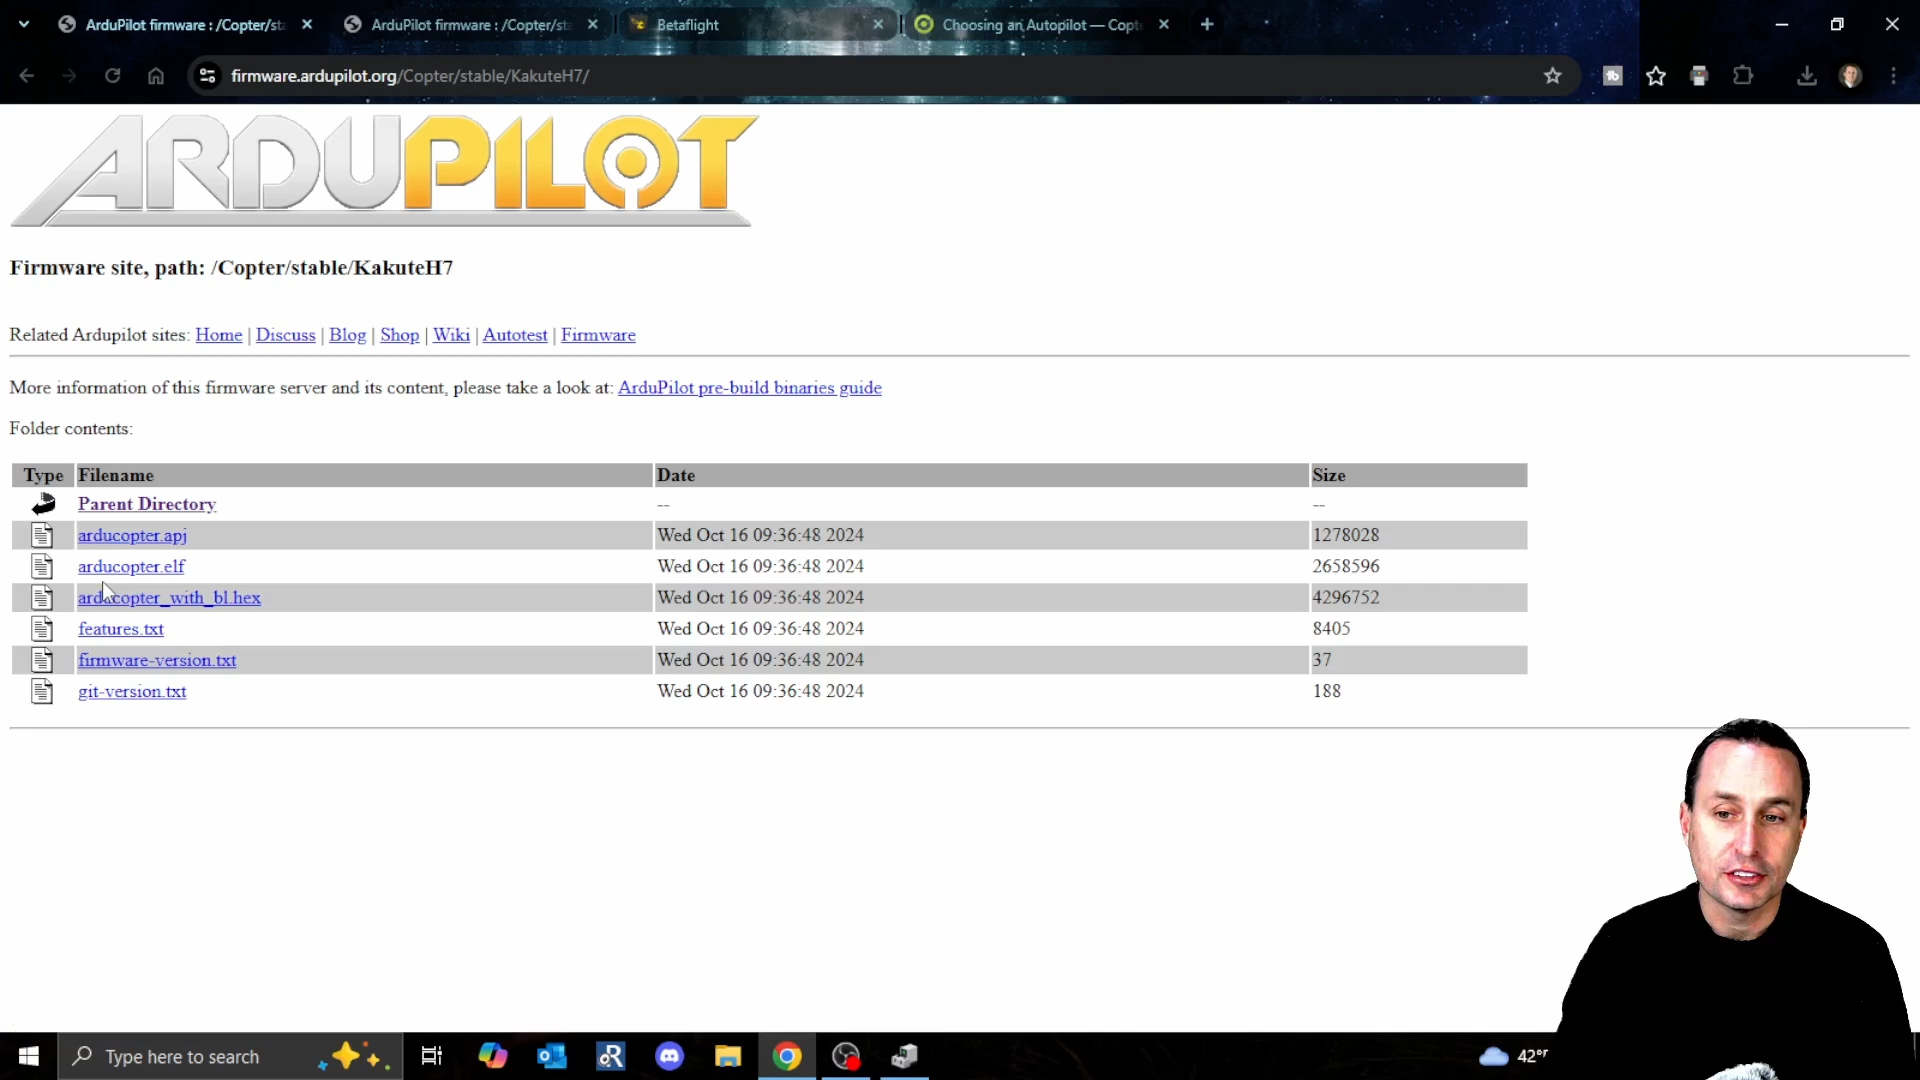 ArduPilot firmware : /Copter/st
ArduPilot firmware : /Copter/st
Betaflight
Choosing an Autopilot — Copt
firmware.ardupilot.org/Copter/stable/KakuteH7/
ARDUPILOT
Firmware site, path: /Copter/stable/KakuteH7
Related Ardupilot sites: Home | Discuss | Blog | Shop | Wiki | Autotest | Firmware
More information of this firmware server and its content, please take a look at: ArduPilot pre-build binaries guide
Folder contents:
Type Filename Date Size
Parent Directory -- --
arducopter.apj Wed Oct 16 09:36:48 2024 1278028
arducopter.elf Wed Oct 16 09:36:48 2024 2658596
arducopter_with_bl.hex Wed Oct 16 09:36:48 2024 4296752
features.txt Wed Oct 16 09:36:48 2024 8405
firmware-version.txt Wed Oct 16 09:36:48 2024 37
git-version.txt Wed Oct 16 09:36:48 2024 188
Type here to search
42°F